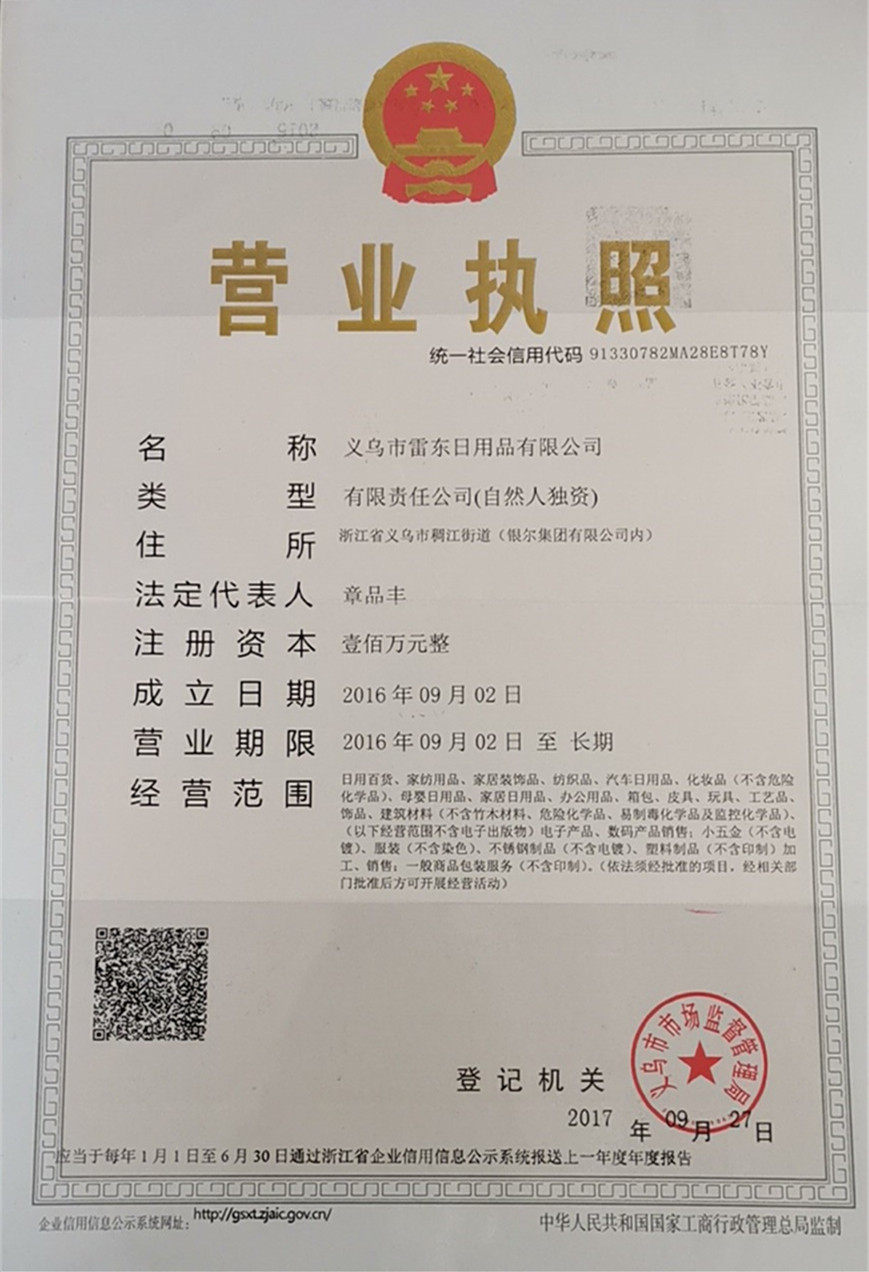 营业执照
统一社会信用代码 91330782MA28E8T78Y
名称 义乌市雷东日用品有限公司
类型 有限责任公司(自然人独资)
住所 浙江省义乌市稠江街道（银尔集团有限公司内）
法定代表人 章品丰
注册资本 壹佰万元整
成立日期 2016年09月02日
营业期限 2016年09月02日 至 长期
经营范围 日用百货、家纺用品、家居装饰品、纺织品、汽车日用品、化妆品（不含危险
化学品）、母婴日用品、家居日用品、办公用品、箱包、皮具、玩具、工艺品、
饰品、建筑材料（不含竹木材料、危险化学品、易制毒化学品及监控化学品）、
（以下经营范围不含电子出版物）电子产品、数码产品销售；小五金（不含电
镀）、服装（不含染色）、不锈钢制品（不含电镀）、塑料制品（不含印制）加
工、销售；一般商品包装服务（不含印制）。（依法须经批准的项目，经相关部
门批准后方可开展经营活动）
义乌市市场监督管理局
登记机关
2017年09月27日
应当于每年1月1日至6月30日通过浙江省企业信用信息公示系统报送上一年度年度报告
企业信用信息公示系统网址：http://gsxt.zjaic.gov.cn/
中华人民共和国国家工商行政管理总局监制